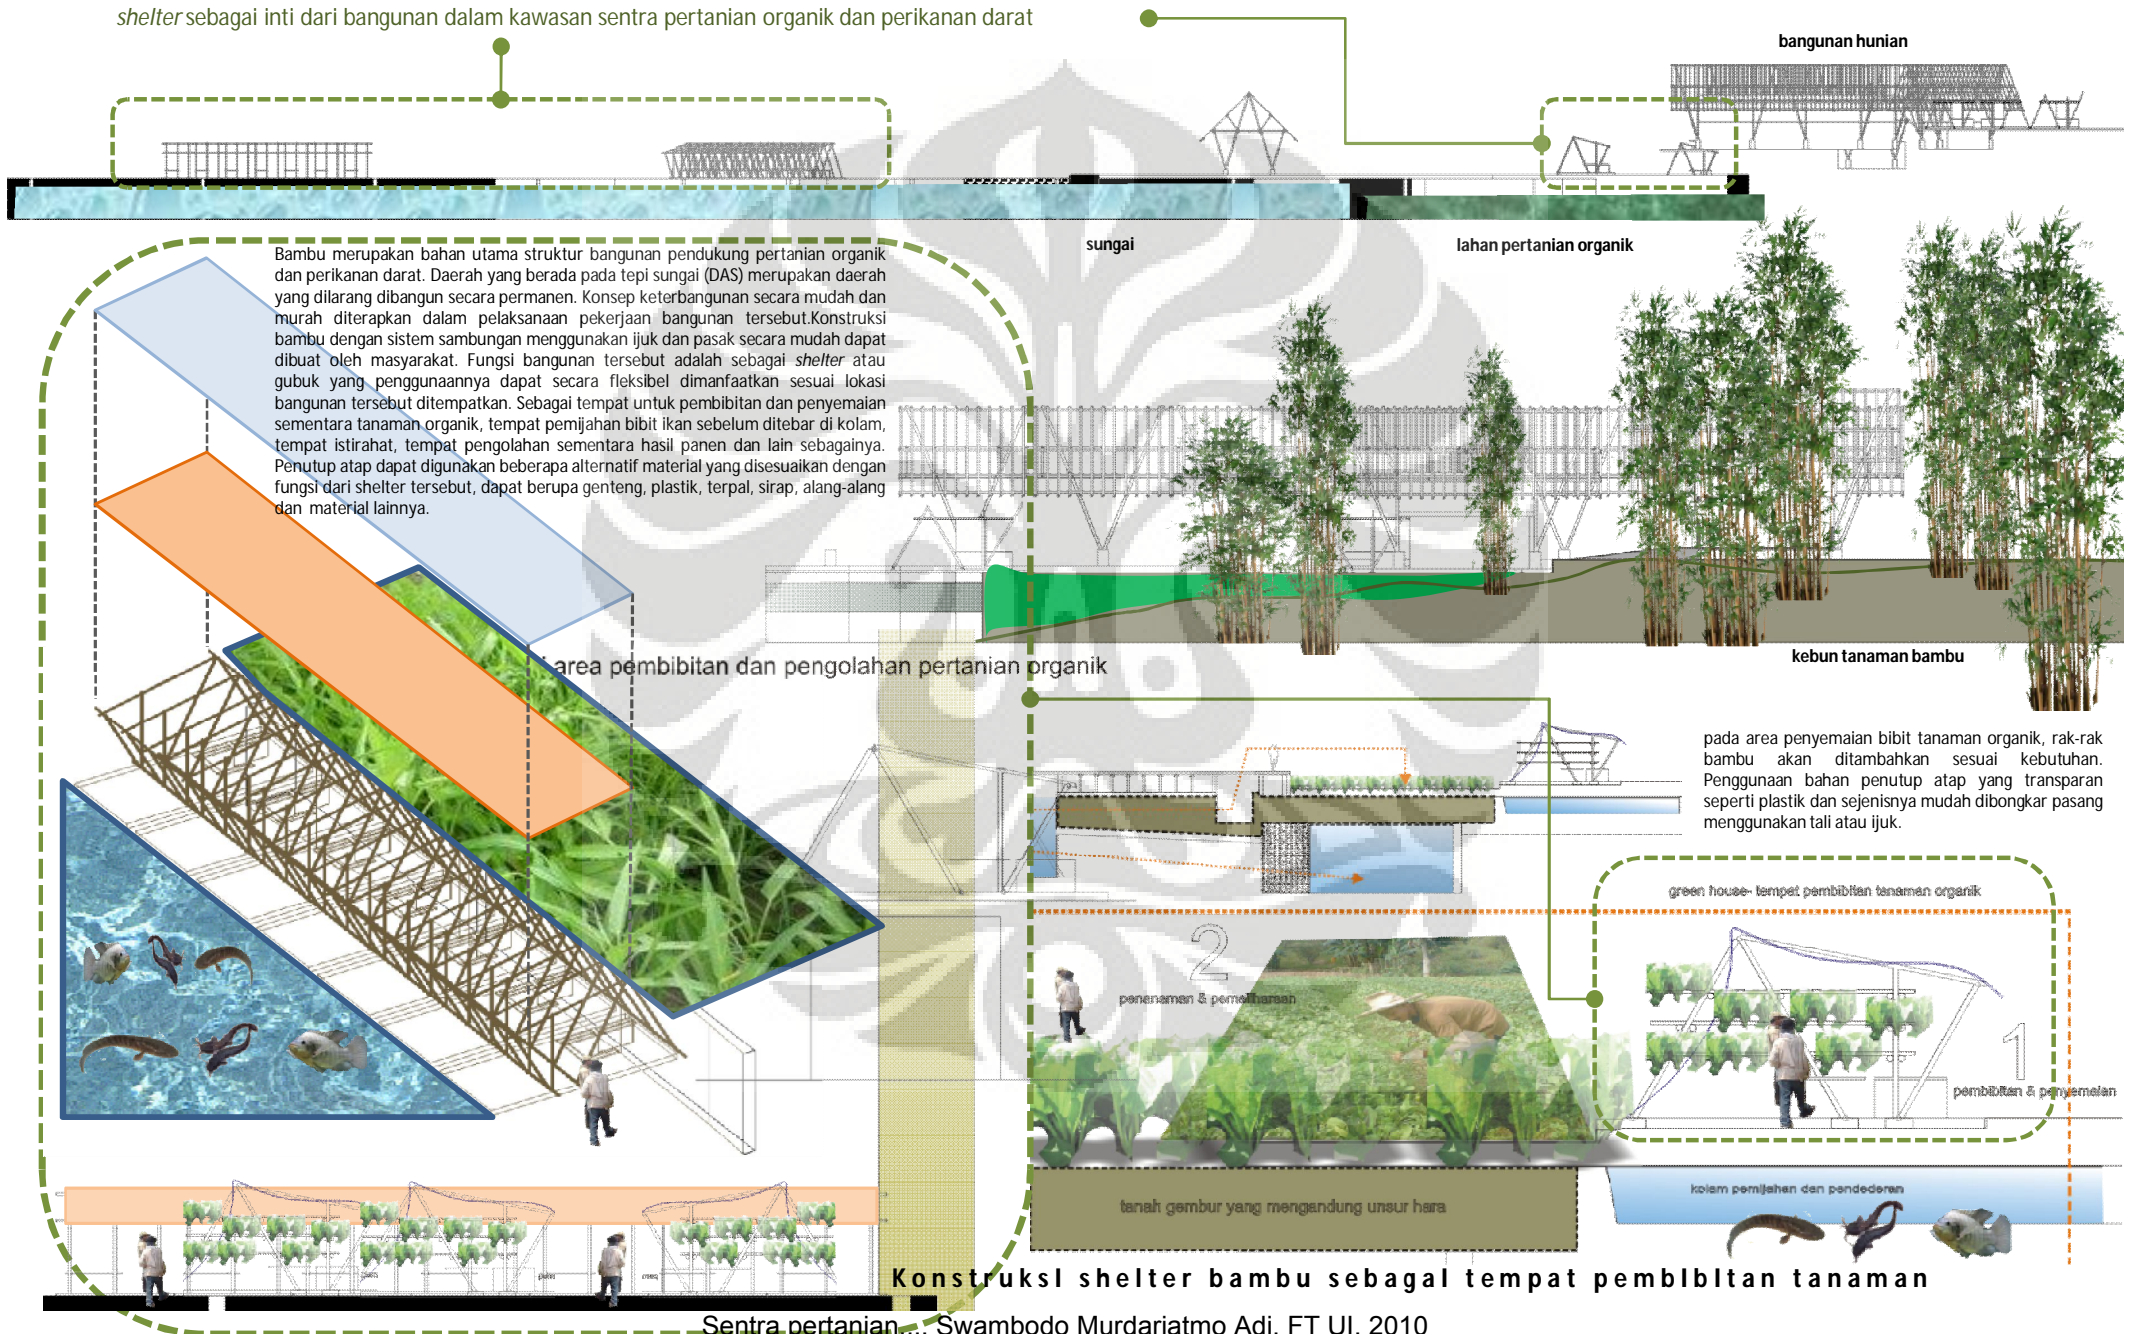 shelter sebagai inti dari bangunan dalam kawasan sentra pertanian organik dan perikanan darat
bangunan hunian
sungai
lahan pertanian organik
Bambu merupakan bahan utama struktur bangunan pendukung pertanian organik
dan perikanan darat. Daerah yang berada pada tepi sungai (DAS) merupakan daerah
yang dilarang dibangun secara permanen. Konsep keterbangunan secara mudah dan
murah diterapkan dalam pelaksanaan pekerjaan bangunan tersebut.Konstruksi
bambu dengan sistem sambungan menggunakan ijuk dan pasak secara mudah dapat
dibuat oleh masyarakat. Fungsi bangunan tersebut adalah sebagai shelter atau
gubuk yang penggunaannya dapat secara fleksibel dimanfaatkan sesuai lokasi
bangunan tersebut ditempatkan. Sebagai tempat untuk pembibitan dan penyemaian
sementara tanaman organik, tempat pemijahan bibit ikan sebelum ditebar di kolam,
tempat istirahat, tempat pengolahan sementara hasil panen dan lain sebagainya.
Penutup atap dapat digunakan beberapa alternatif material yang disesuaikan dengan
fungsi dari shelter tersebut, dapat berupa genteng, plastik, terpal, sirap, alang-alang
dan material lainnya.
area pembibitan dan pengolahan pertanian organik
kebun tanaman bambu
pada area penyemaian bibit tanaman organik, rak-rak
bambu akan ditambahkan sesuai kebutuhan.
Penggunaan bahan penutup atap yang transparan
seperti plastik dan sejenisnya mudah dibongkar pasang
menggunakan tali atau ijuk.
green house- tempat pembibitan tanaman organik
2
penanaman & pemeliharaan
1
pembibitan & penyemaian
tanah gembur yang mengandung unsur hara
kolam pemijahan dan pendederan
Konstruksi shelter bambu sebagai tempat pembibitan tanaman
Sentra pertanian..., Swambodo Murdariatmo Adi, FT UI, 2010